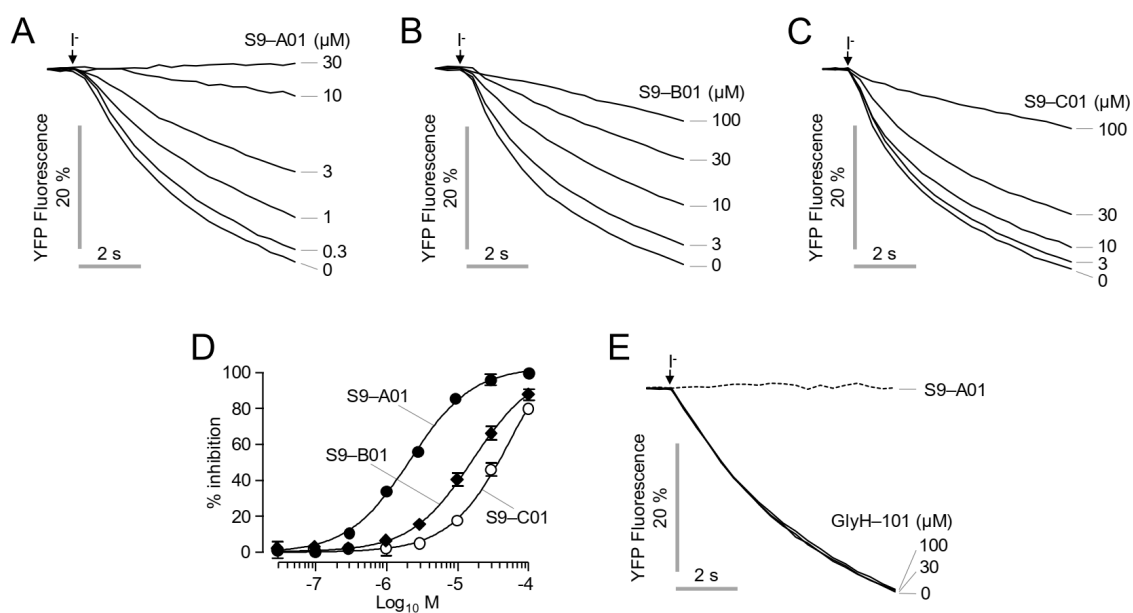 A
I-
S9–A01 (µM)
30
10
3
1
0.3
0
YFP Fluorescence
20 %
2 s
B
I-
S9–B01 (µM)
100
30
10
3
0
YFP Fluorescence
20 %
2 s
C
I-
S9–C01 (µM)
100
30
10
3
0
YFP Fluorescence
20 %
2 s
D
100
80
60
40
20
0
% inhibition
S9–A01
S9–B01
S9–C01
-7
-6
-5
-4
Log10 M
E
I-
S9–A01
YFP Fluorescence
20 %
2 s
GlyH–101 (µM)
100
30
0